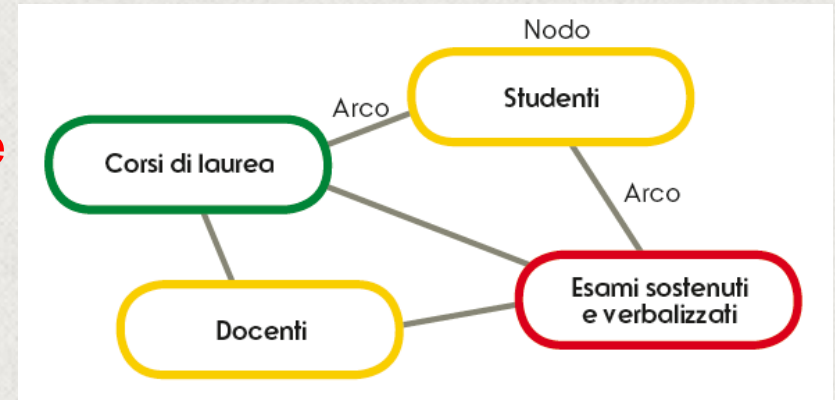 Nodo
Studenti
Arco
e
Corsi di laurea
Arco
Esami sostenuti
e verbalizzati
Docenti